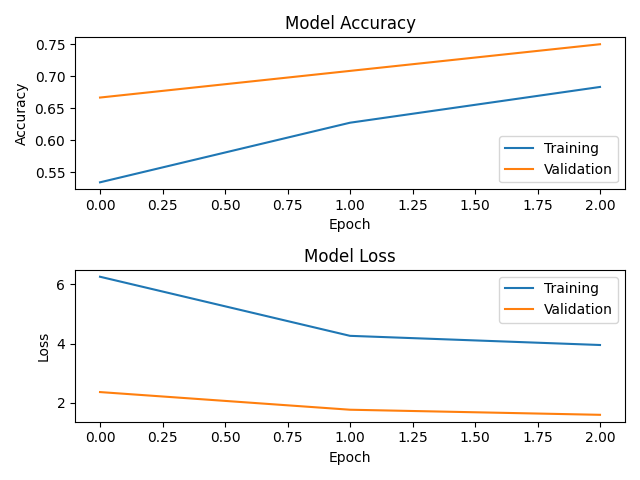 Model Accuracy
0.75
0.70
0.65
0.60
0.55
Accuracy
Training
Validation
0.00 0.25 0.50 0.75 1.00 1.25 1.50 1.75 2.00
Epoch
Model Loss
6
4
2
Loss
Training
Validation
0.00 0.25 0.50 0.75 1.00 1.25 1.50 1.75 2.00
Epoch